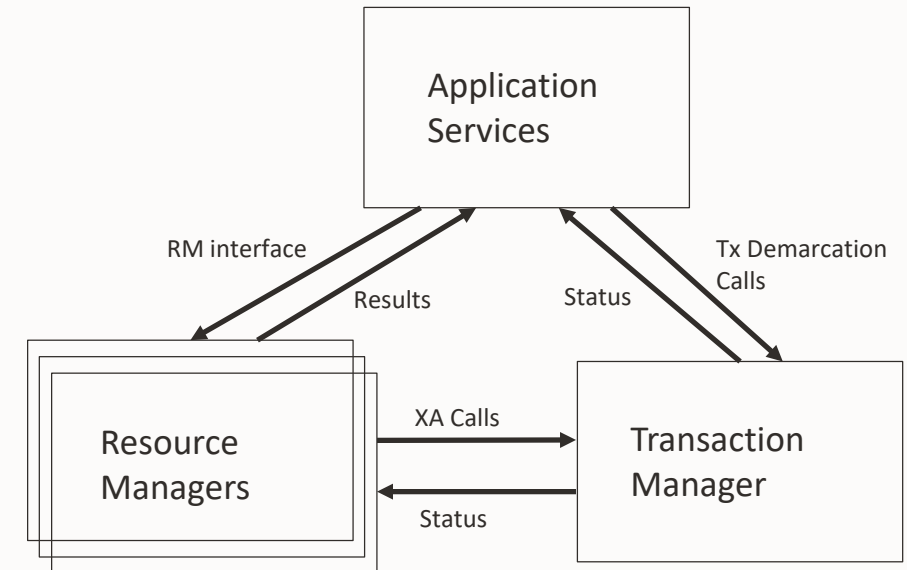 Application
Services
RM interface
Results
Status
Tx Demarcation
Calls
Resource
Managers
XA Calls
Status
Transaction
Manager